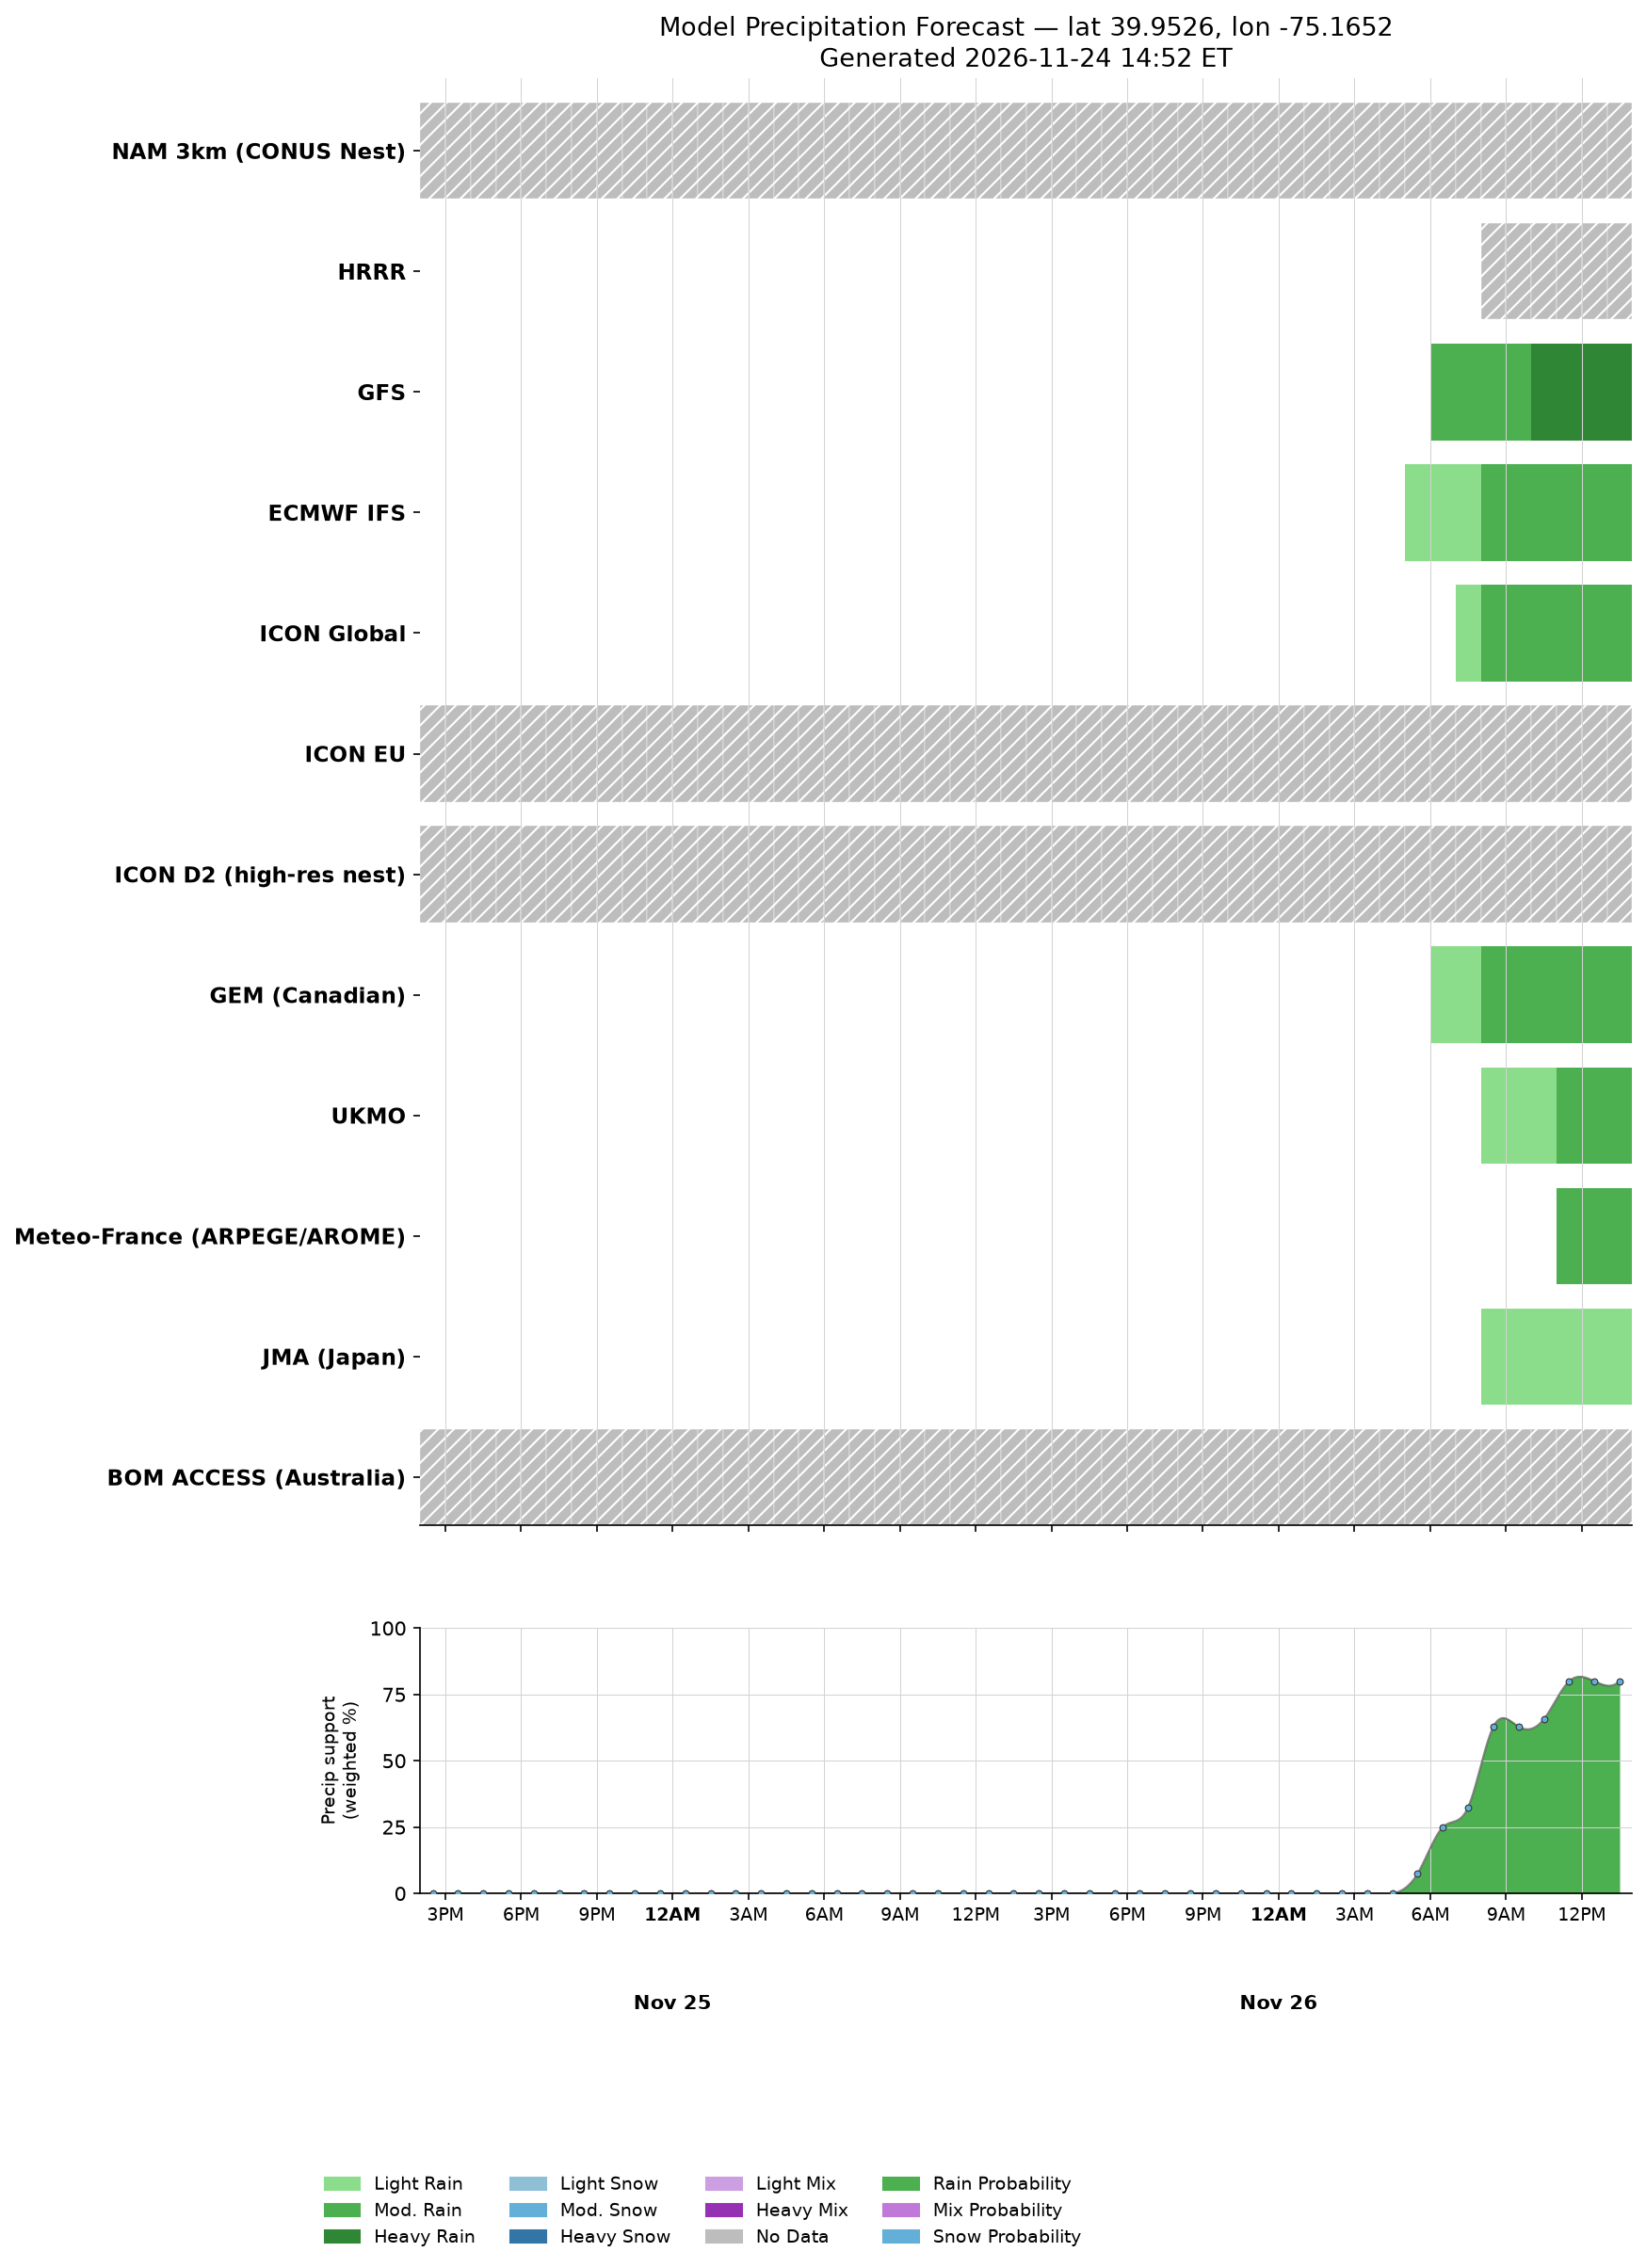 Model Precipitation Forecast — lat 39.9526, lon -75.1652
Generated 2026-11-24 14:52 ET
NAM 3km (CONUS Nest)
HRRR
GFS
ECMWF IFS
ICON Global
ICON EU
ICON D2 (high-res nest)
GEM (Canadian)
UKMO
Meteo-France (ARPEGE/AROME)
JMA (Japan)
BOM ACCESS (Australia)
Precip support
(weighted %)
100
75
50
25
0
3PM 6PM 9PM 12AM 3AM 6AM 9AM 12PM 3PM 6PM 9PM 12AM 3AM 6AM 9AM 12PM
Nov 25 Nov 26
Light Rain Light Snow Light Mix Rain Probability
Mod. Rain Mod. Snow Heavy Mix Mix Probability
Heavy Rain Heavy Snow No Data Snow Probability